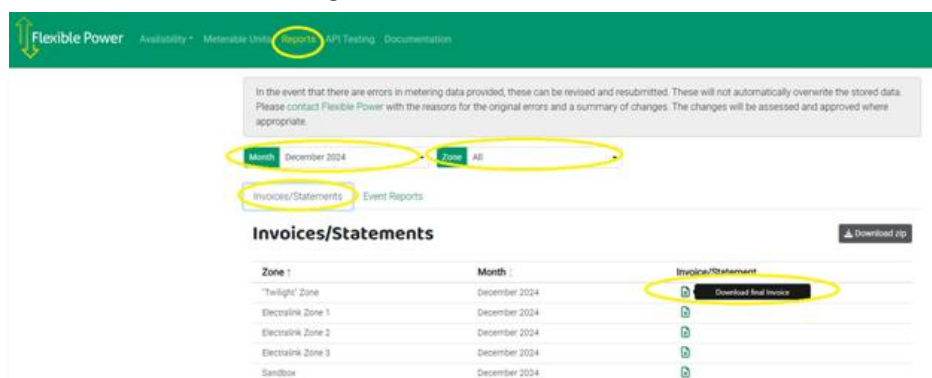 Flexible Power Availability Meterable Units Reports API Testing Documentation
In the event that there are errors in metering data provided, these can be revised and resubmitted. These will not automatically overwrite the stored data.
Please contact Flexible Power with the reasons for the original errors and a summary of changes. The changes will be assessed and approved where
appropriate.
Month December 2024 Zone All
Invoices/Statements Event Reports
Invoices/Statements Download zip
Zone Month Invoice/Statement
'Twilight' Zone December 2024 Download final Invoice
Electralink Zone 1 December 2024
Electralink Zone 2 December 2024
Electralink Zone 3 December 2024
Sandbox December 2024